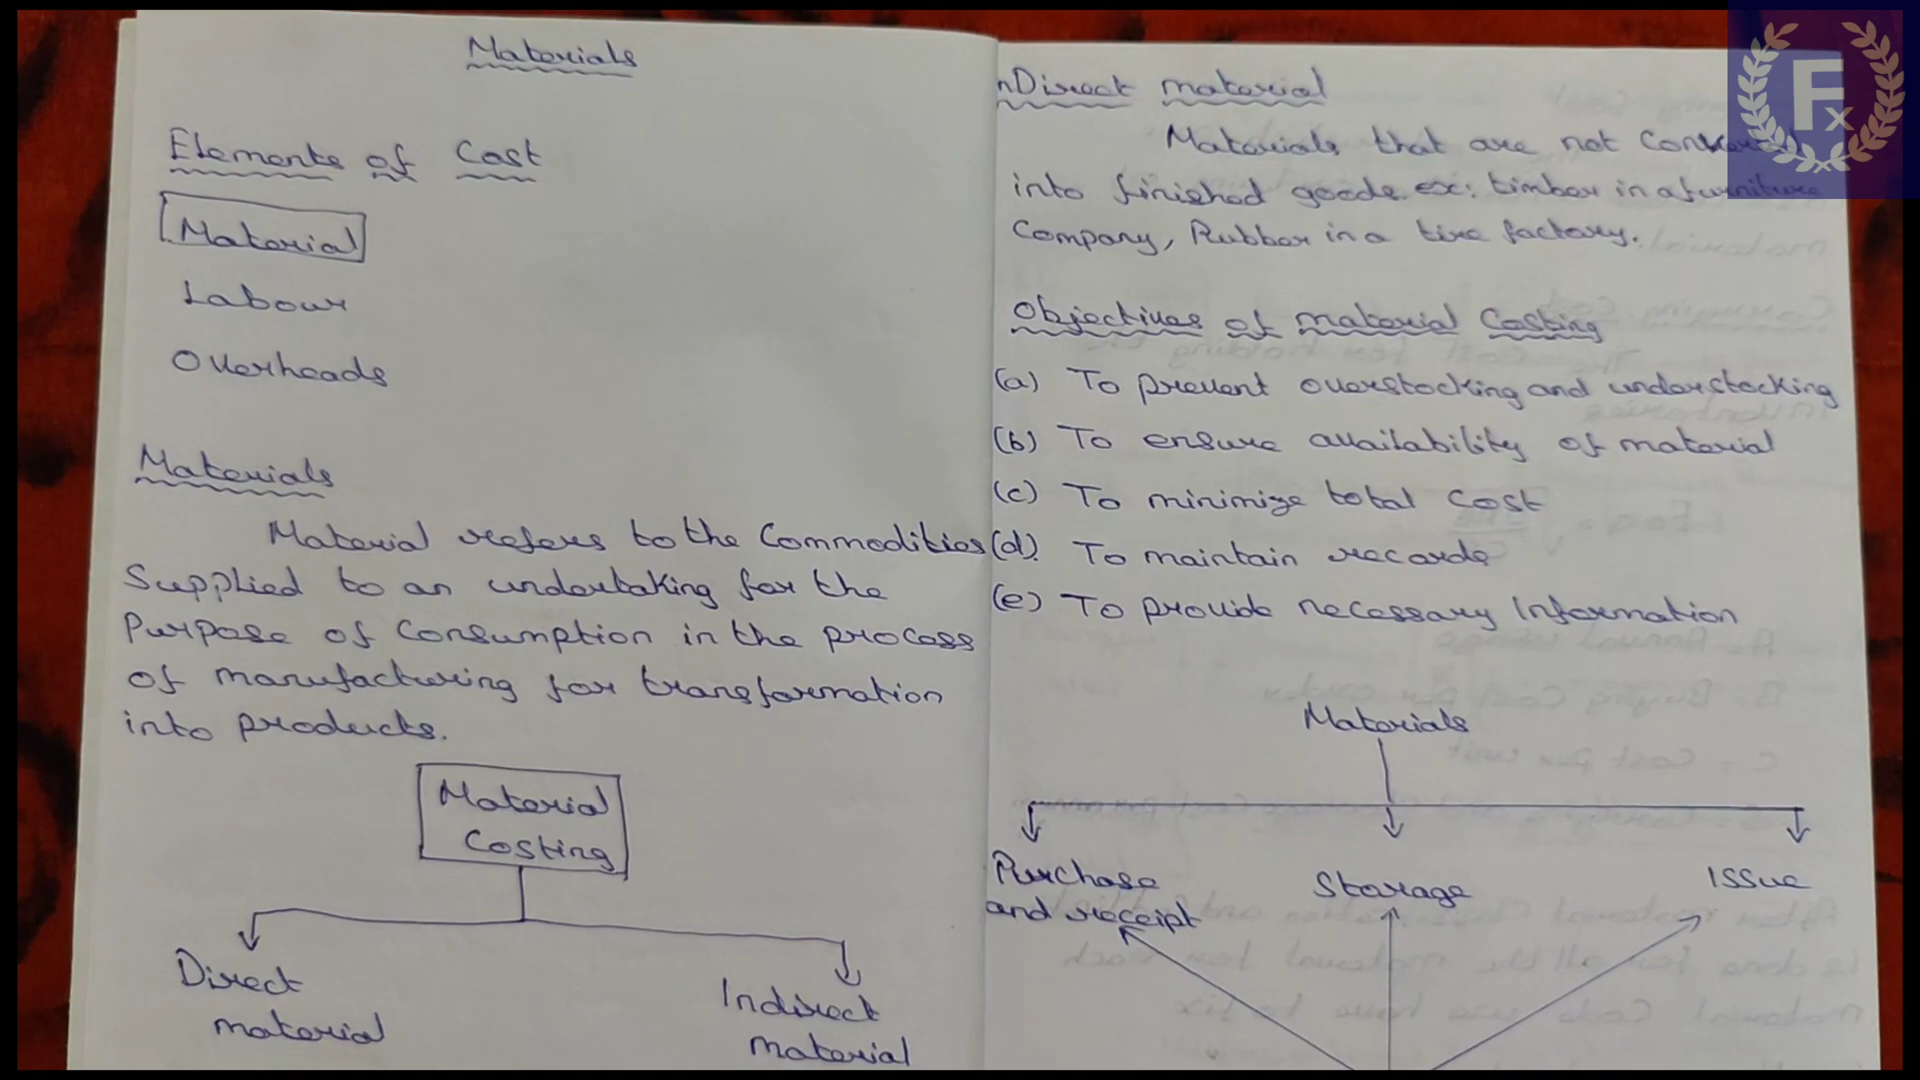 Materials
Elements of Cost
Material
Labour
Overheads
Materials
Material refers to the Commodities
Supplied to an undertaking for the
Purpose of Consumption in the process
of manufacturing for transformation
into products.
Material
Costing
Direct
material
Indirect
material
nDirect material
Materials that are not
into finished goods. ex: timber in a furniture
Company, Rubber in a tire factory.
Objectives of material Costing
(a) To prevent overstocking and understocking
(b) To ensure availability of material
(c) To minimize total cost
(d) To maintain records
(e) To provide necessary Information
Materials
Purchase
and receipt
Storage
Issue
Fx